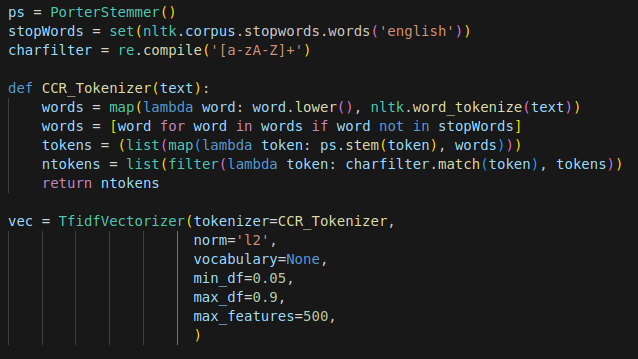 ps = PorterStemmer()
stopWords = set(nltk.corpus.stopwords.words('english'))
charfilter = re.compile('[a-zA-Z]+')

def CCR_Tokenizer(text):
    words = map(lambda word: word.lower(), nltk.word_tokenize(text))
    words = [word for word in words if word not in stopWords]
    tokens = (list(map(lambda token: ps.stem(token), words)))
    ntokens = list(filter(lambda token: charfilter.match(token), tokens))
    return ntokens

vec = TfidfVectorizer(tokenizer=CCR_Tokenizer,
                      norm='l2',
                      vocabulary=None,
                      min_df=0.05,
                      max_df=0.9,
                      max_features=500,
                      )